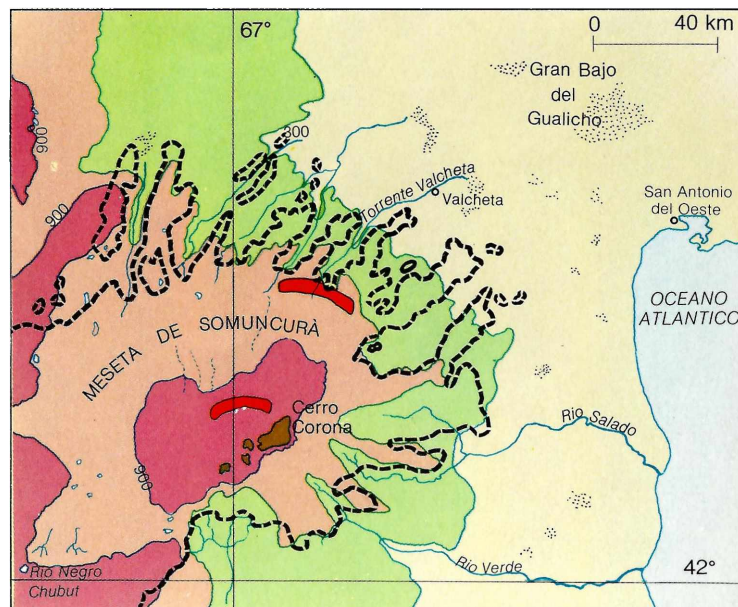 67°
0 40 km
Gran Bajo
del
Gualicho
900
300
Torrente Valcheta
Valcheta
San Antonio
del Oeste
900
OCEANO
ATLANTICO
MESETA DE SOMUNCURÀ
Cerro
Corona
Rio Salado
900
Rio Negro
Chubut
Rio Verde
42°